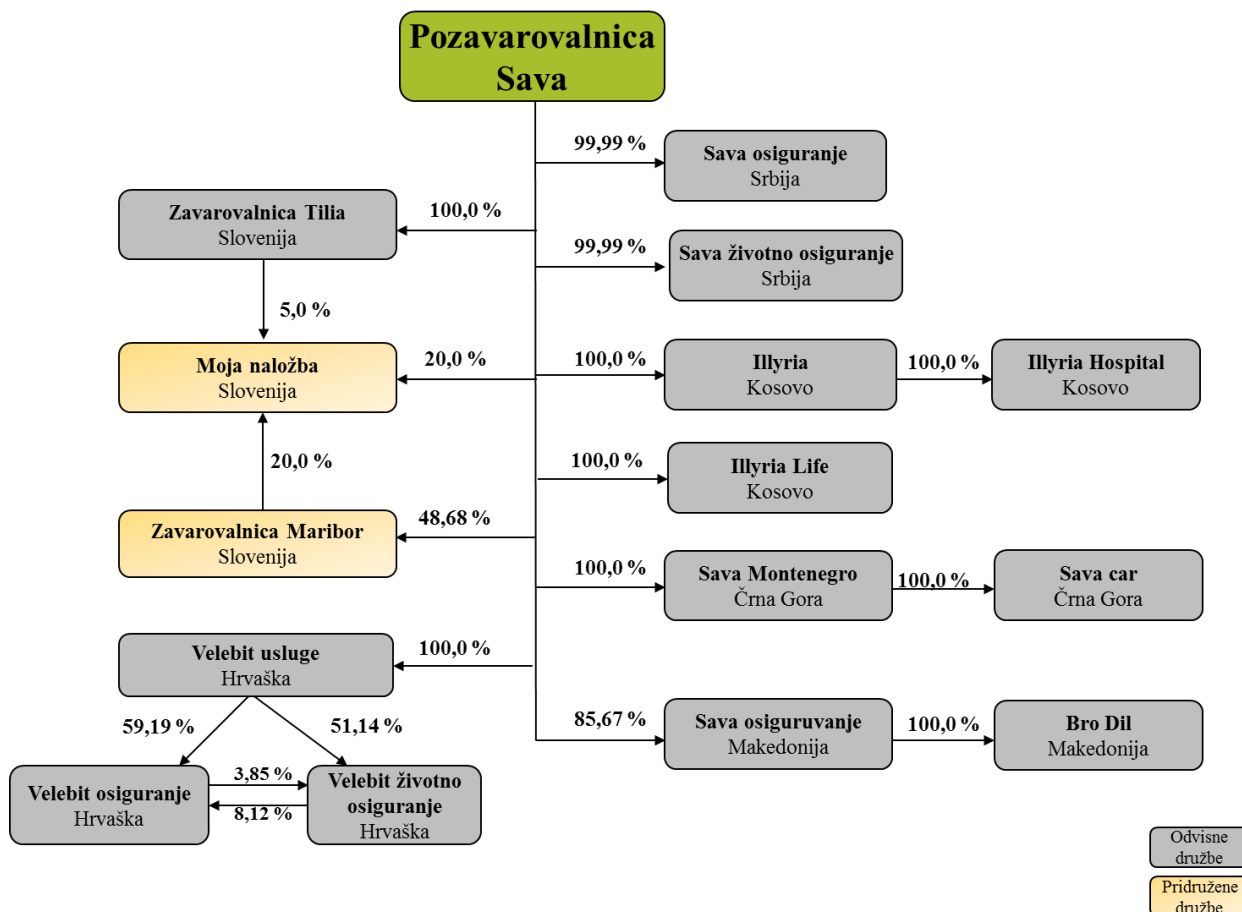 Pozavarovalnica
Sava
99,99 %
Sava osiguranje
Srbija
Zavarovalnica Tilia
Slovenija
100,0 %
99,99 %
Sava životno osiguranje
Srbija
5,0 %
Moja naložba
Slovenija
20,0 %
100,0 %
Illyria
Kosovo
100,0 %
Illyria Hospital
Kosovo
20,0 %
100,0 %
Illyria Life
Kosovo
Zavarovalnica Maribor
Slovenija
48,68 %
100,0 %
Sava Montenegro
Črna Gora
100,0 %
Sava car
Črna Gora
Velebit usluge
Hrvaška
100,0 %
59,19 %
51,14 %
85,67 %
Sava osiguruvanje
Makedonija
100,0 %
Bro Dil
Makedonija
Velebit osiguranje
Hrvaška
3,85 %
8,12 %
Velebit životno
osiguranje
Hrvaška
Odvisne
družbe
Pridružene
družbe